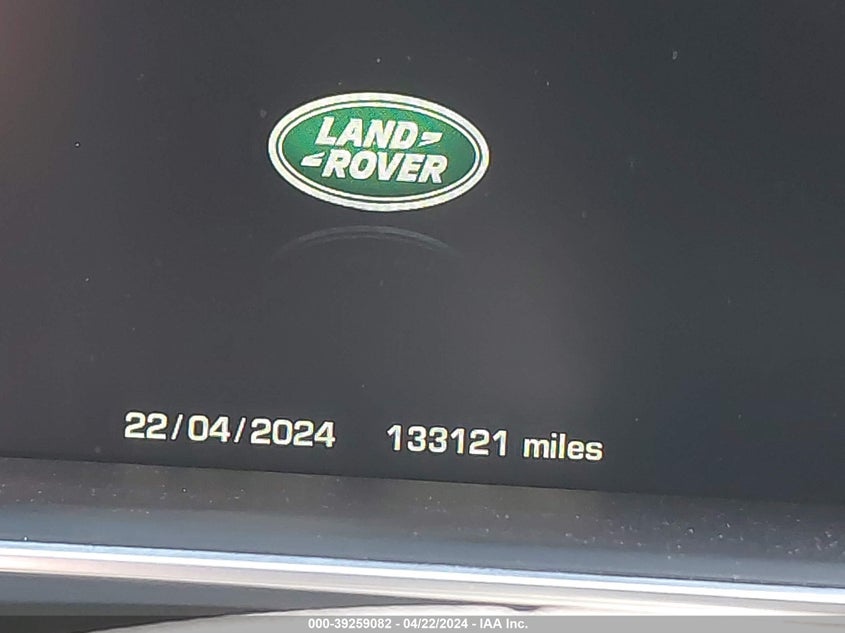 LAND
ROVER
22/04/2024 133121 miles
000-39259082 - 04/22/2024 - IAA Inc.